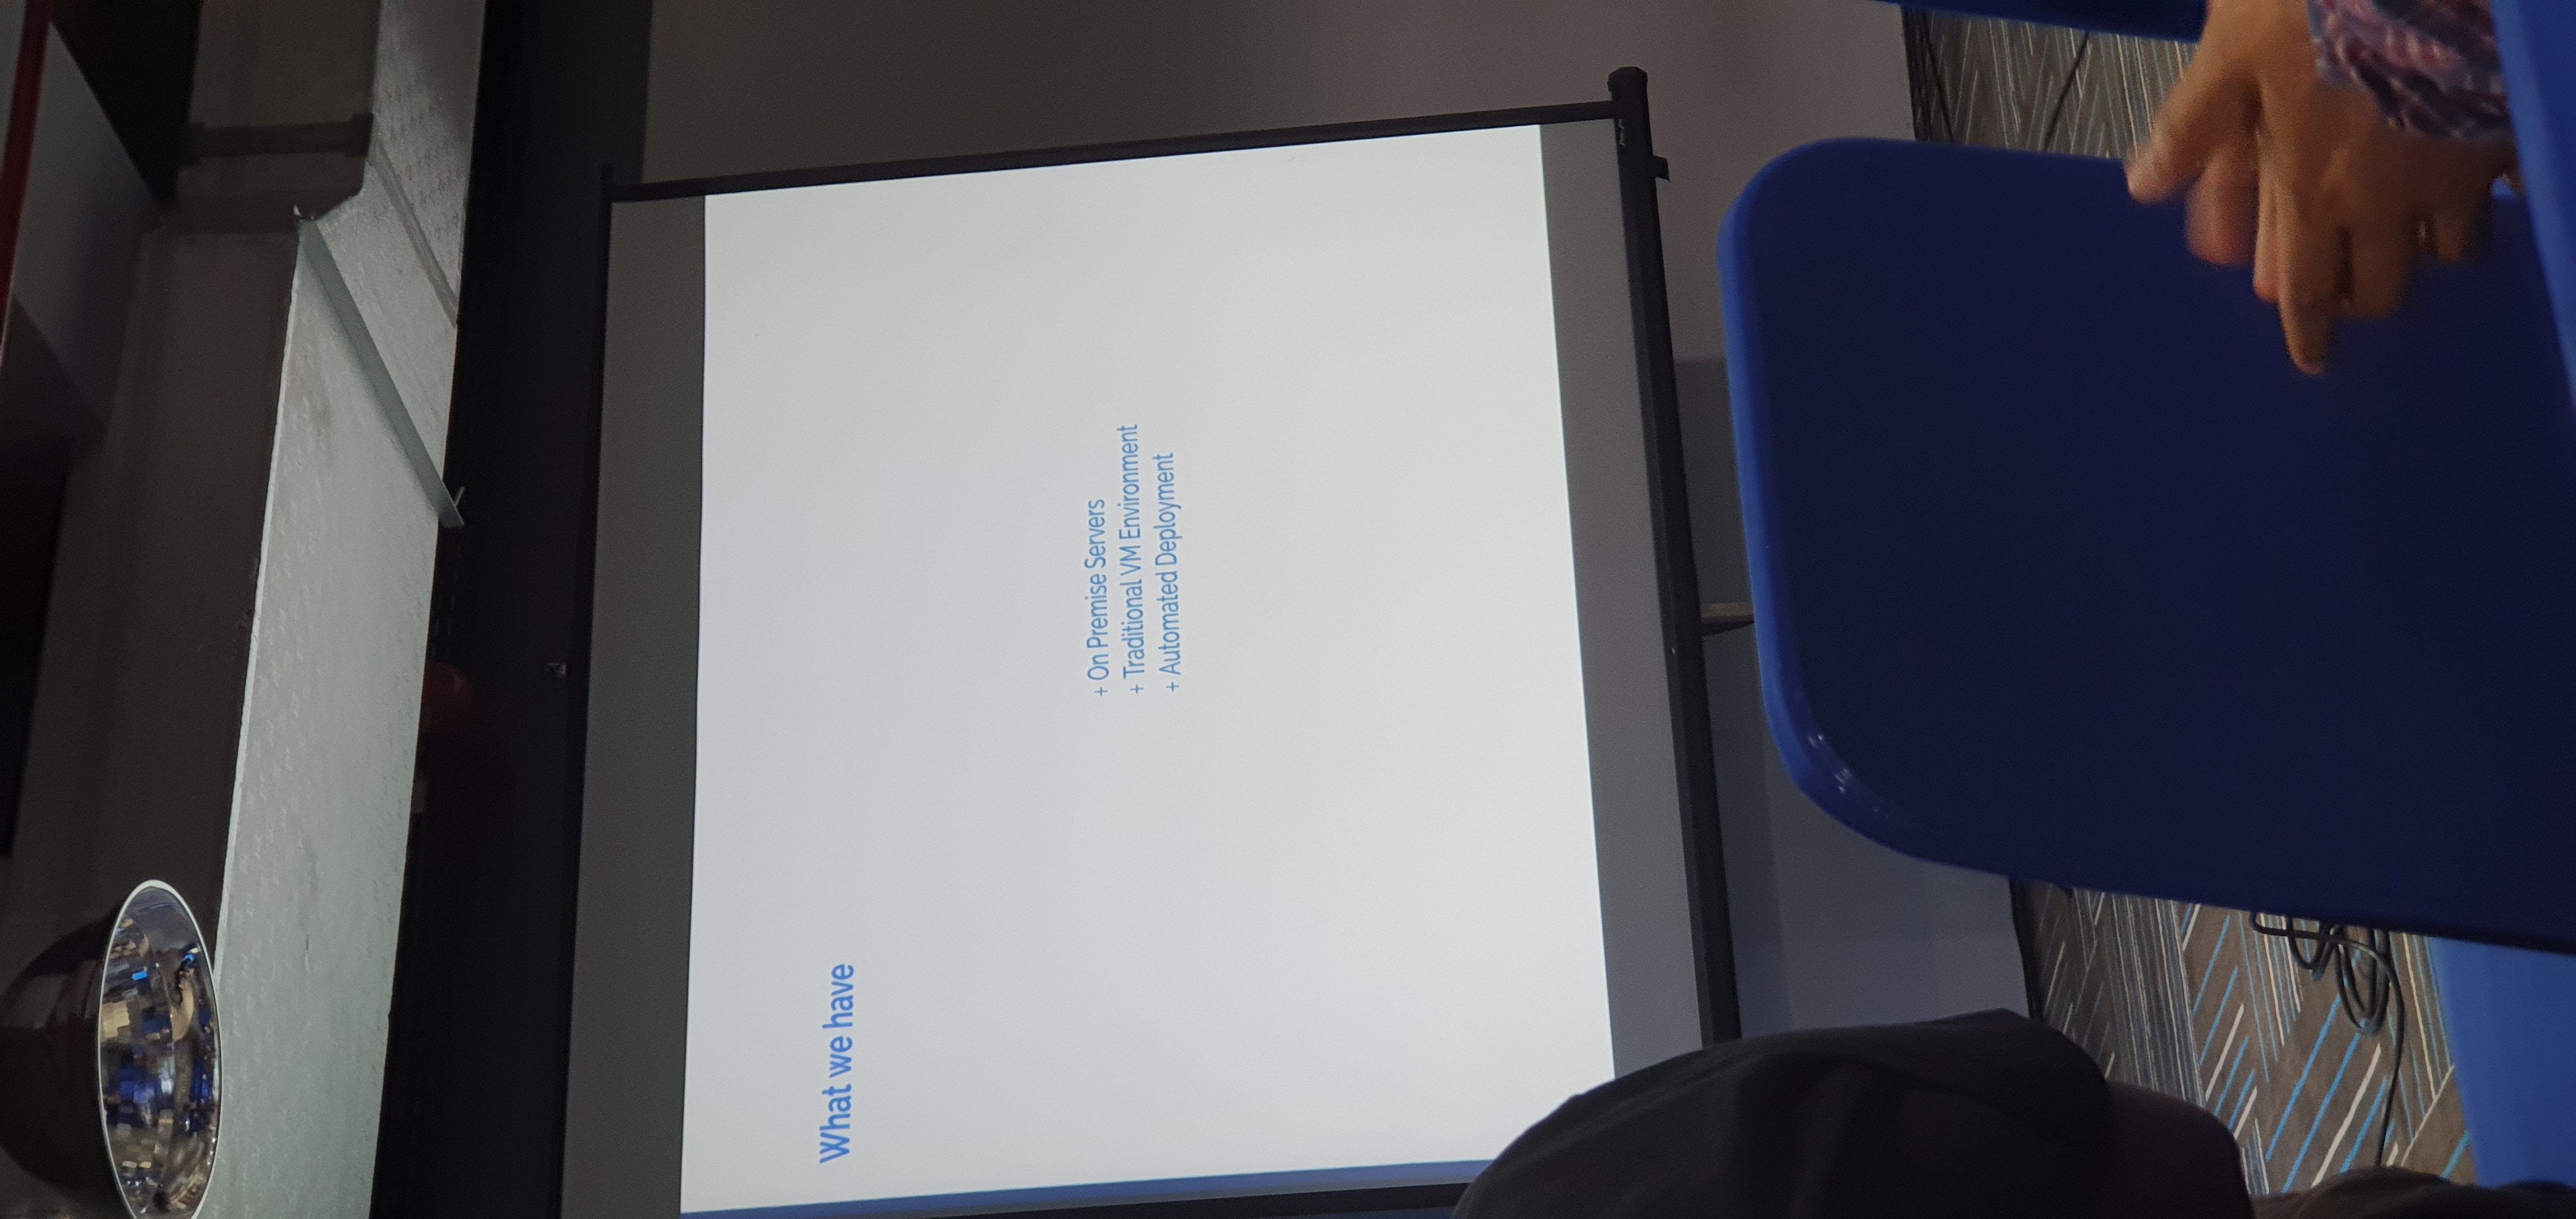 What we have
+ On Premise Servers
+ Traditional VM Environment
+ Automated Deployment